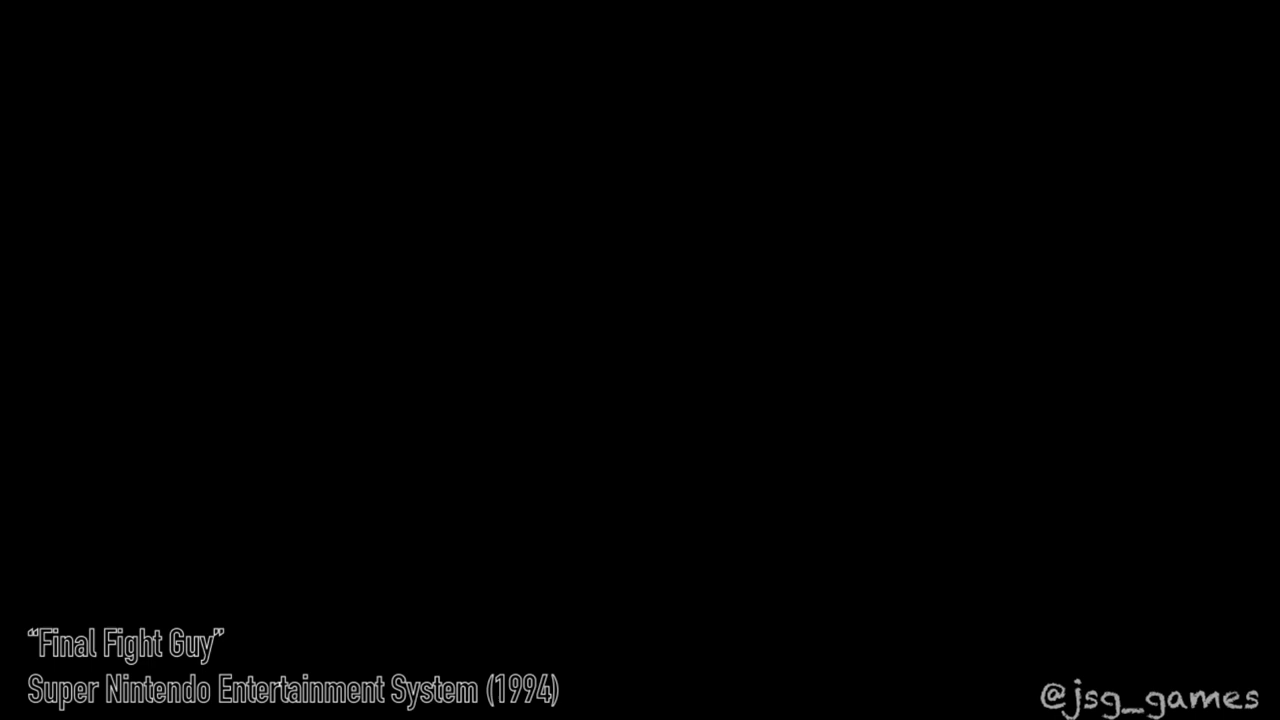 “Final Fight Guy”
Super Nintendo Entertainment System (1994)
@jsg_games